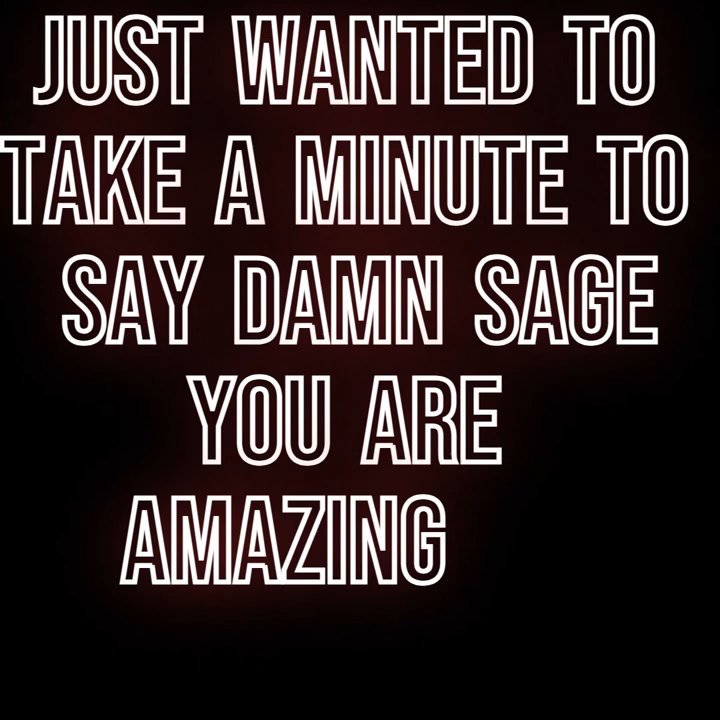 JUST WANTED TO
TAKE A MINUTE TO
SAY DAMN SAGE
YOU ARE
AMAZING